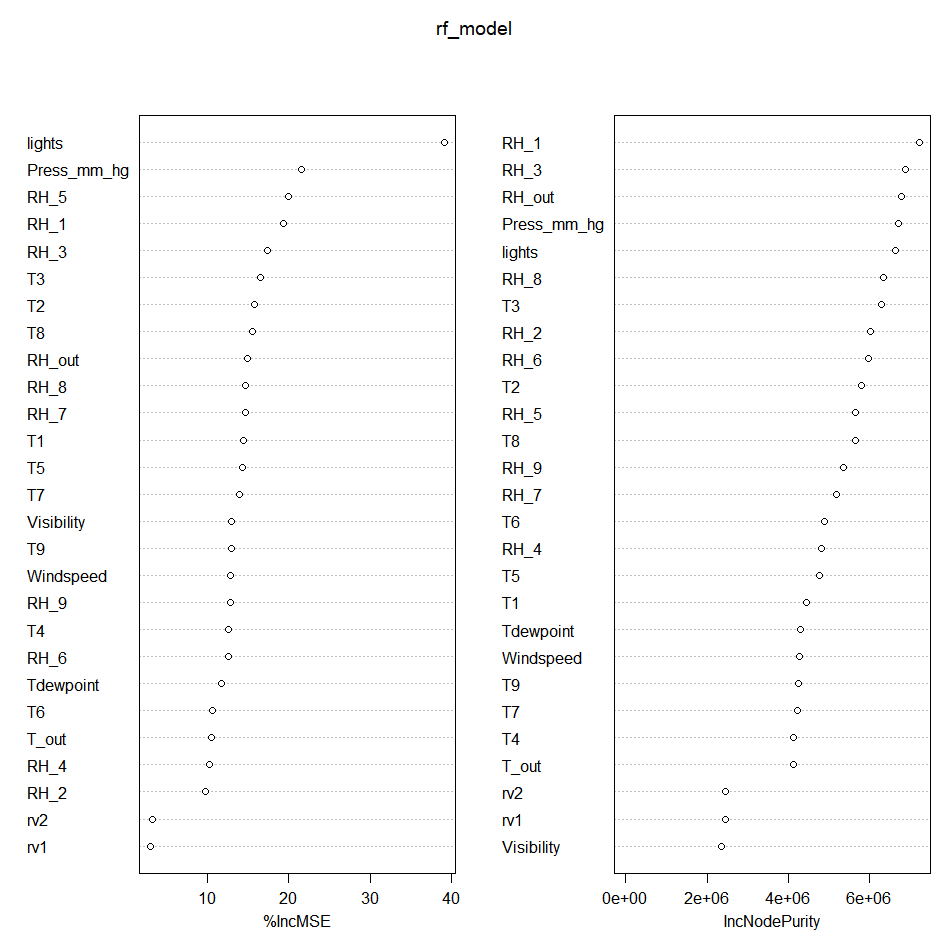 rf_model
lights
Press_mm_hg
RH_5
RH_1
RH_3
T3
T2
T8
RH_out
RH_8
RH_7
T1
T5
T7
Visibility
T9
Windspeed
RH_9
T4
RH_6
Tdewpoint
T6
T_out
RH_4
RH_2
rv2
rv1
10 20 30 40
%IncMSE
RH_1
RH_3
RH_out
Press_mm_hg
lights
RH_8
T3
RH_2
RH_6
T2
RH_5
T8
RH_9
RH_7
T6
RH_4
T5
T1
Tdewpoint
Windspeed
T9
T7
T4
T_out
rv2
rv1
Visibility
0e+00 2e+06 4e+06 6e+06
IncNodePurity